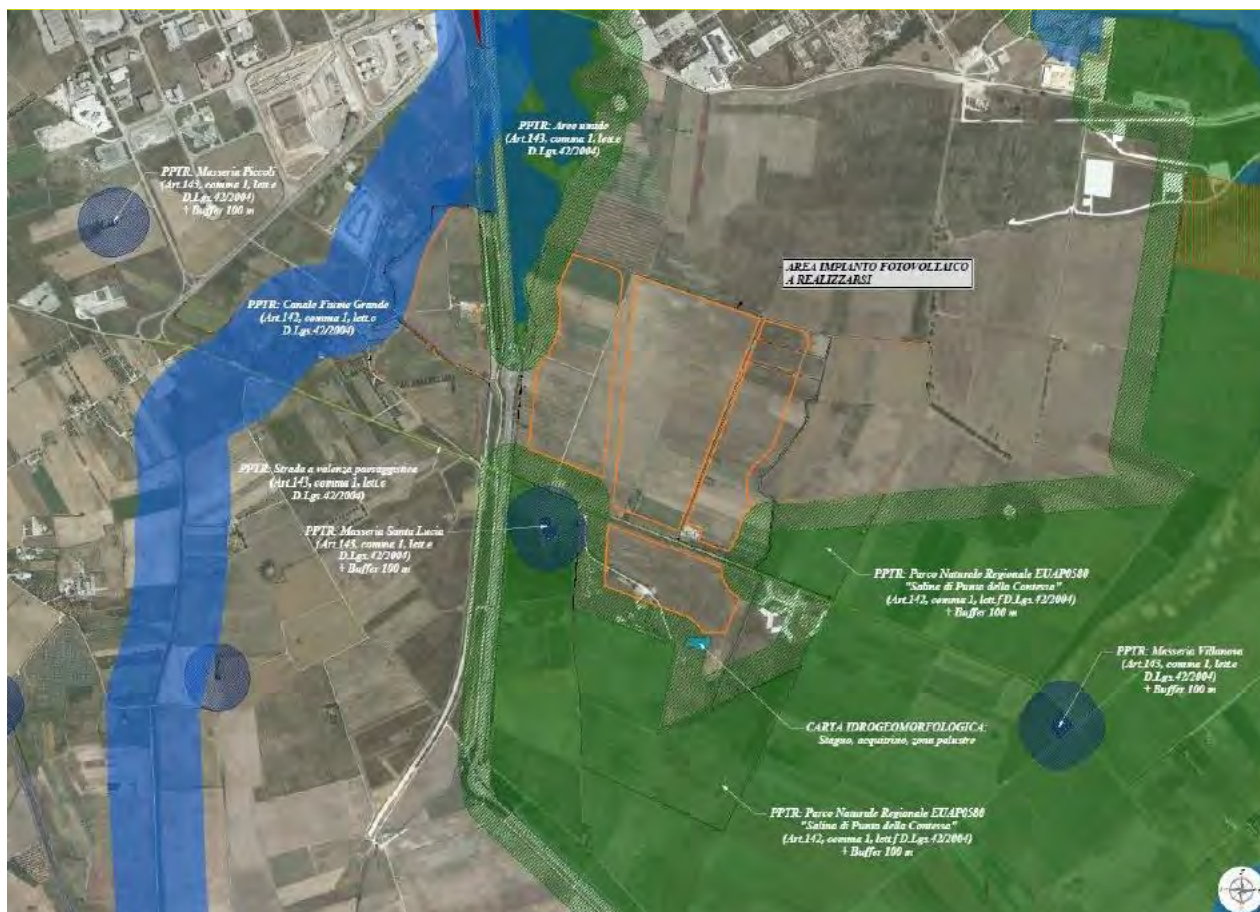 PPTR: Aree umide
(Art.143, comma 1, lett.e
D.Lgs.42/2004)
PPTR: Masseria Piccoli
(Art.143, comma 1, lett.e
D.Lgs.42/2004)
+ Buffer 100 m
AREA IMPIANTO FOTOVOLTAICO
A REALIZZARSI
PPTR: Canale Fiume Grande
(Art.142, comma 1, lett.c
D.Lgs.42/2004)
PPTR: Strada a valenza paesaggistica
(Art.143, comma 1, lett.e
D.Lgs.42/2004)
PPTR: Masseria Santa Lucia
(Art.143, comma 1, lett.e
D.Lgs.42/2004)
+ Buffer 100 m
PPTR: Parco Naturale Regionale EUAP0580
"Salina di Punta della Contessa"
(Art.142, comma 1, lett.f D.Lgs.42/2004)
+ Buffer 100 m
PPTR: Masseria Villanova
(Art.143, comma 1, lett.e
D.Lgs.42/2004)
+ Buffer 100 m
CARTA IDROGEOMORFOLOGICA:
Stagno, acquitrino, zona palustre
PPTR: Parco Naturale Regionale EUAP0580
"Salina di Punta della Contessa"
(Art.142, comma 1, lett.f D.Lgs.42/2004)
+ Buffer 100 m